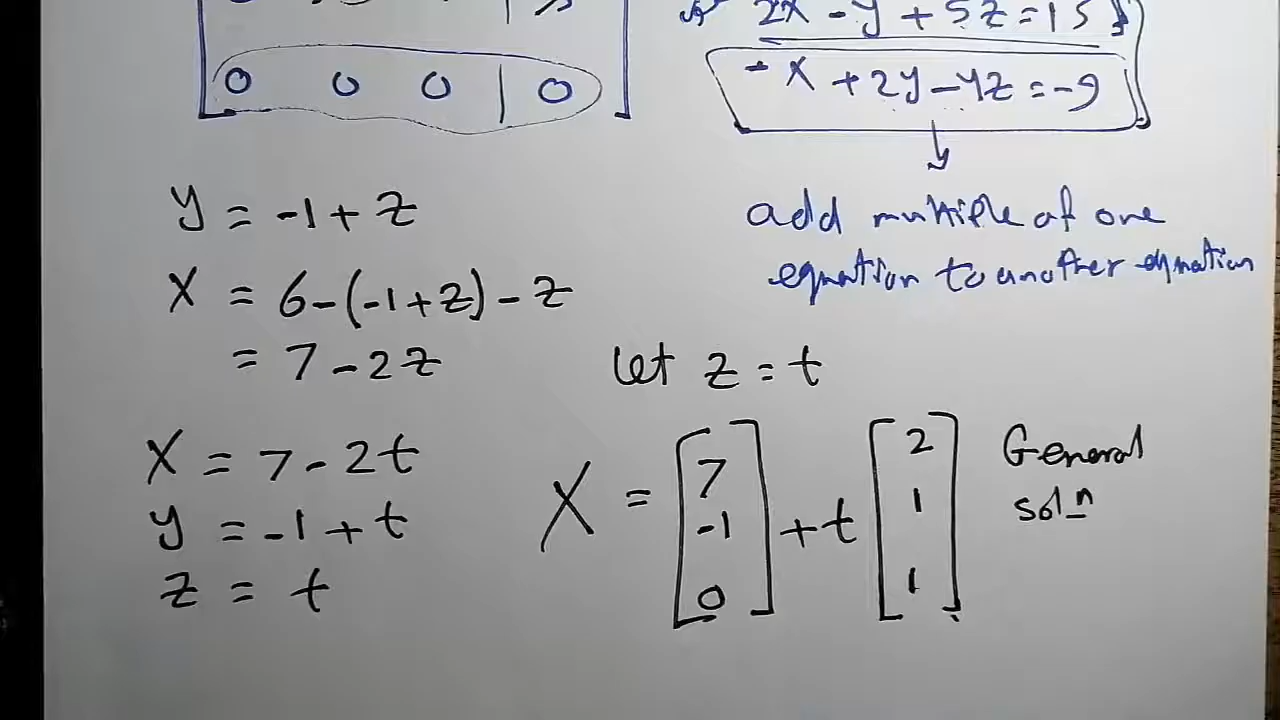 2x - y + 5z = 15
0 0 0 | 0
- x + 2y - 4z = -9
add multiple of one
equation to another equation
y = -1 + z
x = 6 - (-1 + z) - z
= 7 - 2z
let z = t
x = 7 - 2t
y = -1 + t
z = t
X = [7 -1 0] + t [2 1 1]
General
soln